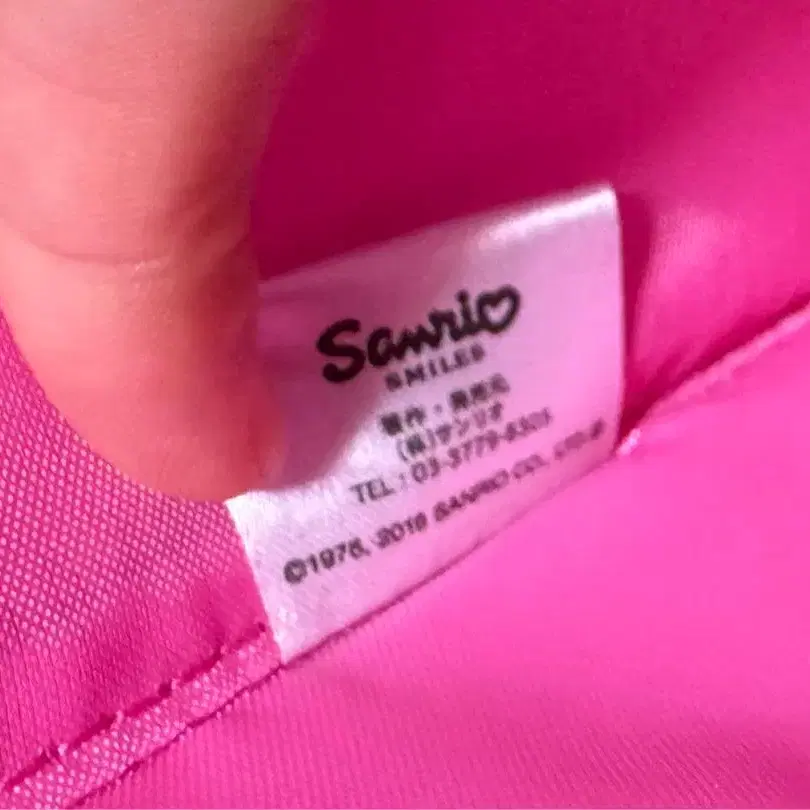 Sanrio
SMILES
製作・発売元
(株)サンリオ
TEL：03-3779-8101
©1976, 2016 SANRIO CO., LTD.